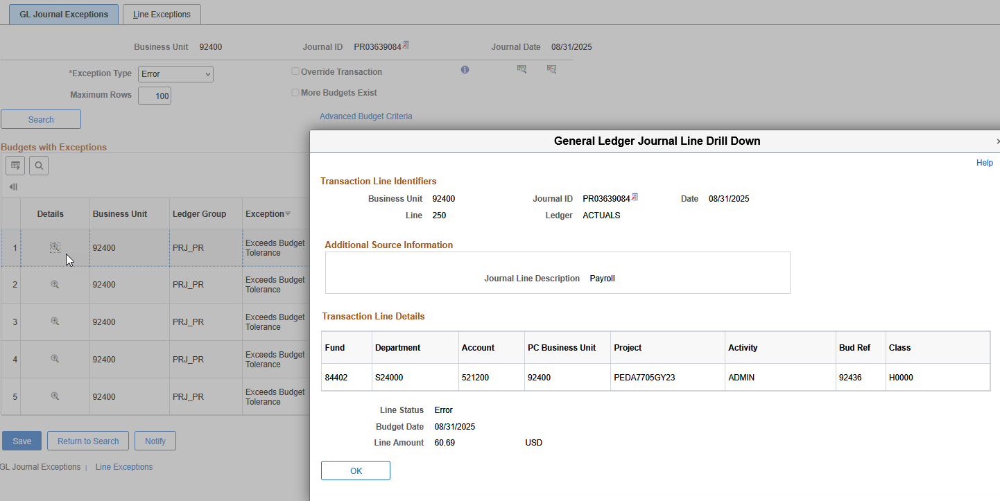 GL Journal Exceptions
Line Exceptions
Business Unit 92400 Journal ID PR03639084 Journal Date 08/31/2025
*Exception Type Error Override Transaction
Maximum Rows 100 More Budgets Exist
Search Advanced Budget Criteria
Budgets with Exceptions
Details Business Unit Ledger Group Exception
1 92400 PRJ_PR Exceeds Budget
Tolerance
2 92400 PRJ_PR Exceeds Budget
Tolerance
3 92400 PRJ_PR Exceeds Budget
Tolerance
4 92400 PRJ_PR Exceeds Budget
Tolerance
5 92400 PRJ_PR Exceeds Budget
Tolerance
Save Return to Search Notify
GL Journal Exceptions | Line Exceptions
General Ledger Journal Line Drill Down
Help
Transaction Line Identifiers
Business Unit 92400 Journal ID PR03639084 Date 08/31/2025
Line 250 Ledger ACTUALS
Additional Source Information
Journal Line Description Payroll
Transaction Line Details
Fund Department Account PC Business Unit Project Activity Bud Ref Class
84402 S24000 521200 92400 PEDA7705GY23 ADMIN 92436 H0000
Line Status Error
Budget Date 08/31/2025
Line Amount 60.69 USD
OK